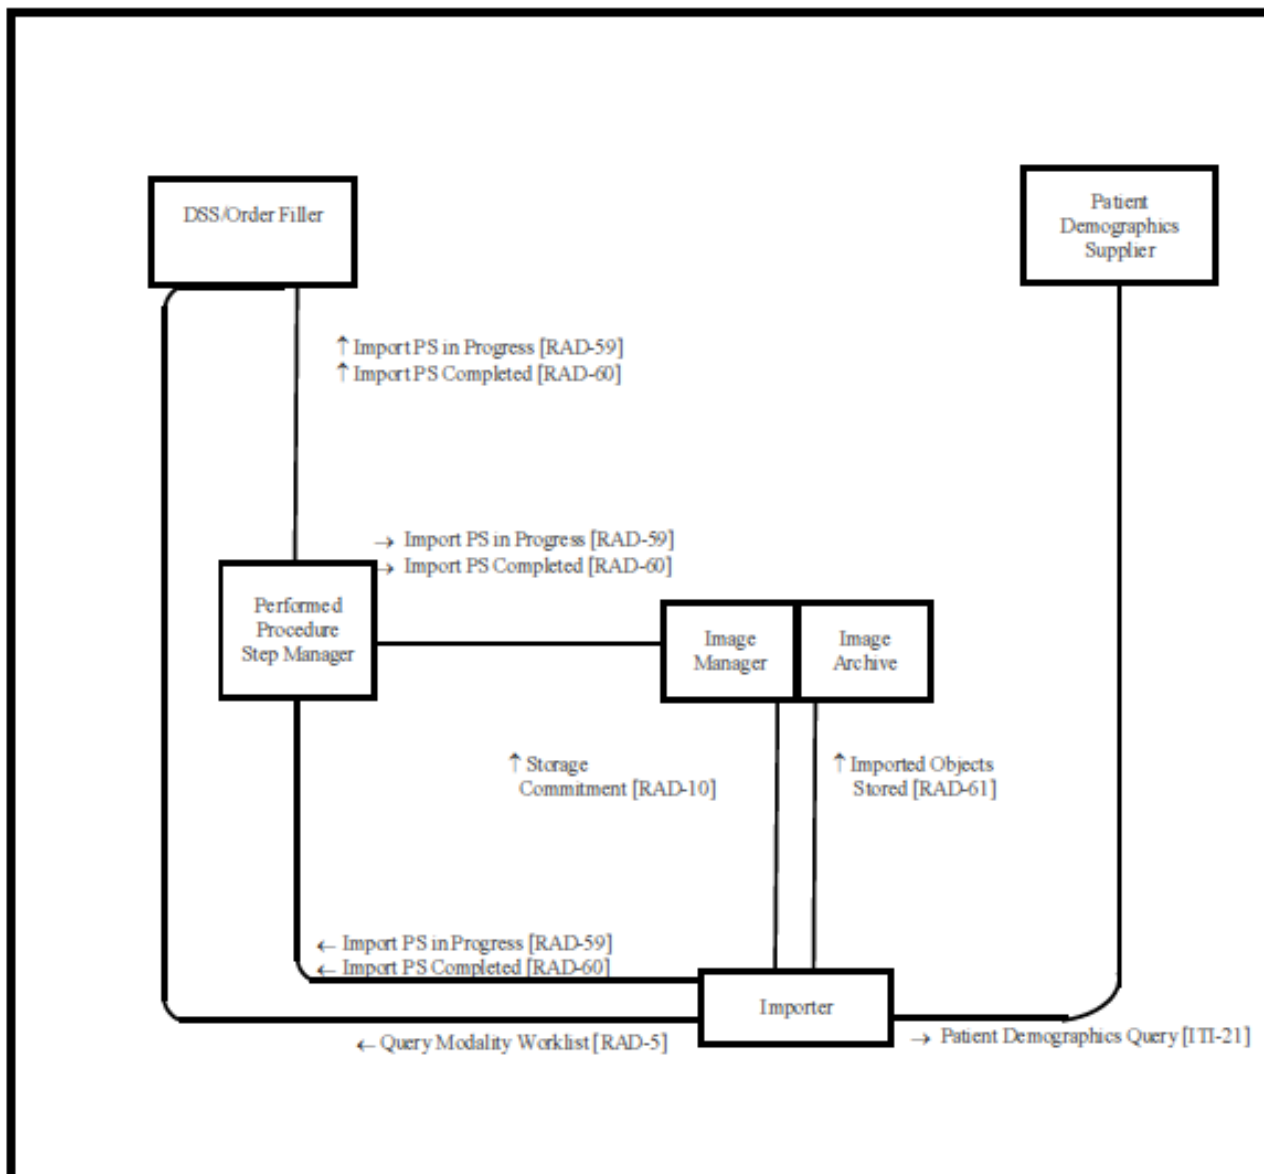 DSS/Order Filler
Patient
Demographics
Supplier
↑ Import PS in Progress [RAD-59]
↑ Import PS Completed [RAD-60]
→ Import PS in Progress [RAD-59]
→ Import PS Completed [RAD-60]
Performed
Procedure
Step Manager
Image
Manager
Image
Archive
↑ Storage
Commitment [RAD-10]
↑ Imported Objects
Stored [RAD-61]
← Import PS in Progress [RAD-59]
← Import PS Completed [RAD-60]
Importer
← Query Modality Worklist [RAD-5]
→ Patient Demographics Query [ITI-21]